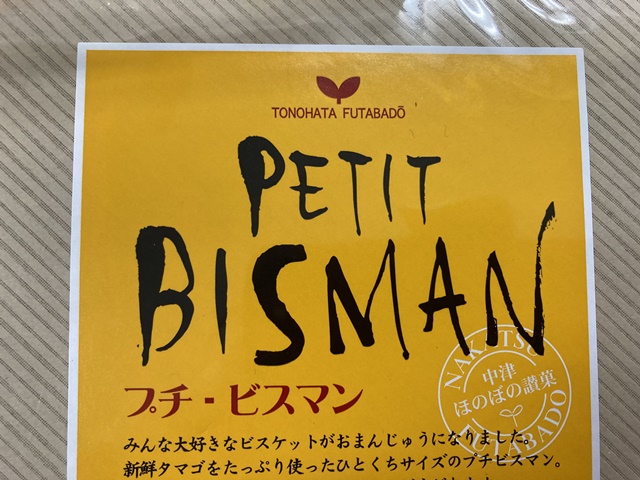 TONOHATA FUTABADŌ
PETIT
BISMAN
プチ・ビスマン
中津
ほのぼの讃菓
みんな大好きなビスケットがおまんじゅうになりました。
新鮮タマゴをたっぷり使ったひとくちサイズのプチビスマン。